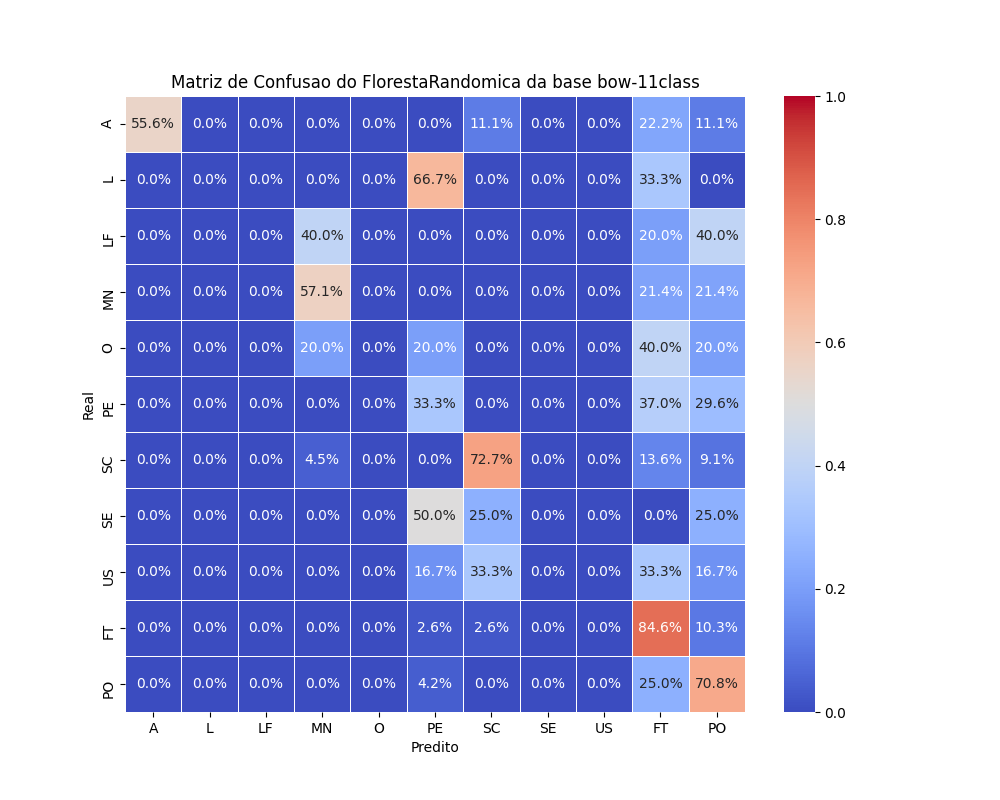 Matriz de Confusao do FlorestaRandomica da base bow-11class
A 55.6% 0.0% 0.0% 0.0% 0.0% 0.0% 11.1% 0.0% 0.0% 22.2% 11.1%
L 0.0% 0.0% 0.0% 0.0% 0.0% 66.7% 0.0% 0.0% 0.0% 33.3% 0.0%
LF 0.0% 0.0% 0.0% 40.0% 0.0% 0.0% 0.0% 0.0% 0.0% 20.0% 40.0%
MN 0.0% 0.0% 0.0% 57.1% 0.0% 0.0% 0.0% 0.0% 0.0% 21.4% 21.4%
O 0.0% 0.0% 0.0% 20.0% 0.0% 20.0% 0.0% 0.0% 0.0% 40.0% 20.0%
PE 0.0% 0.0% 0.0% 0.0% 0.0% 33.3% 0.0% 0.0% 0.0% 37.0% 29.6%
SC 0.0% 0.0% 0.0% 4.5% 0.0% 0.0% 72.7% 0.0% 0.0% 13.6% 9.1%
SE 0.0% 0.0% 0.0% 0.0% 0.0% 50.0% 25.0% 0.0% 0.0% 0.0% 25.0%
US 0.0% 0.0% 0.0% 0.0% 0.0% 16.7% 33.3% 0.0% 0.0% 33.3% 16.7%
FT 0.0% 0.0% 0.0% 0.0% 0.0% 2.6% 2.6% 0.0% 0.0% 84.6% 10.3%
PO 0.0% 0.0% 0.0% 0.0% 0.0% 4.2% 0.0% 0.0% 0.0% 25.0% 70.8%
A L LF MN O PE SC SE US FT PO
Predito
Real
1.0
0.8
0.6
0.4
0.2
0.0